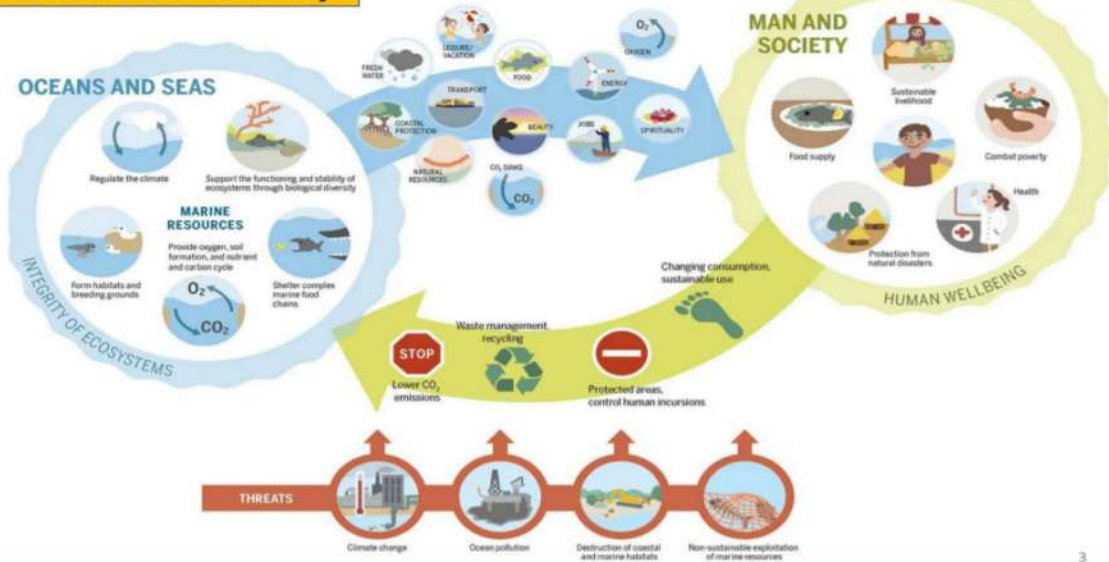 OCEANS AND SEAS
Regulate the climate
Support the functioning and stability of
ecosystems through biological diversity
MARINE
RESOURCES
Provide oxygen, soil
formation, and nutrient
and carbon cycle
Form habitats and
breeding grounds
Shelter complex
marine food
chains
O₂
CO₂
INTEGRITY OF ECOSYSTEMS
FRESH
WATER
LEISURE/
VACATION
FOOD
ENERGY
O₂
OXYGEN
COASTAL
PROTECTION
TRANSPORT
BEAUTY
JOBS
SPIRITUALITY
NATURAL
RESOURCES
CO₂ SINKS
CO₂
MAN AND
SOCIETY
Sustainable
livelihood
Food supply
Combat poverty
Health
Protection from
natural disasters
HUMAN WELLBEING
Changing consumption,
sustainable use
Waste management,
recycling
STOP
Lower CO₂
emissions
Protected areas,
control human incursions
THREATS
Climate change
Ocean pollution
Destruction of coastal
and marine habitats
Non-sustainable exploitation
of marine resources
3